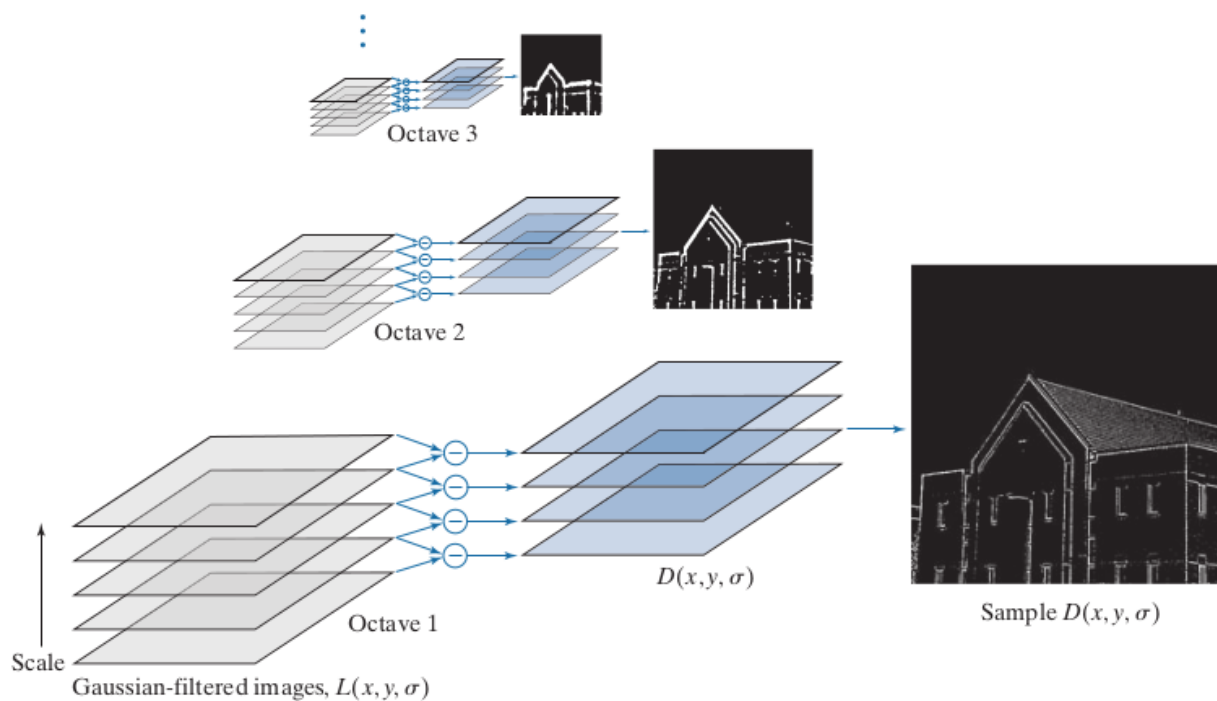 Octave 3
Octave 2
D(x, y, σ)
Octave 1
Sample D(x, y, σ)
Scale
Gaussian-filtered images, L(x, y, σ)